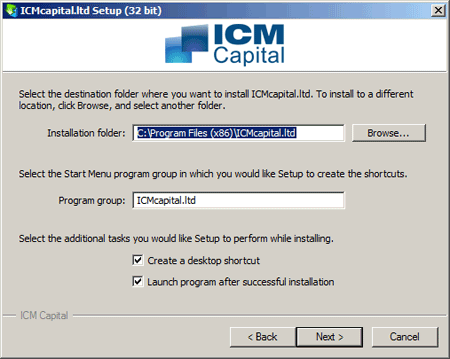 ICMcapital.ltd Setup (32 bit)
ICM
Capital
Select the destination folder where you want to install ICMcapital.ltd. To install to a different
location, click Browse, and select another folder.
Installation folder: C:\Program Files (x86)\ICMcapital.ltd Browse...
Select the Start Menu program group in which you would like Setup to create the shortcuts.
Program group: ICMcapital.ltd
Select the additional tasks you would like Setup to perform while installing.
Create a desktop shortcut
Launch program after successful installation
ICM Capital
< Back Next > Cancel